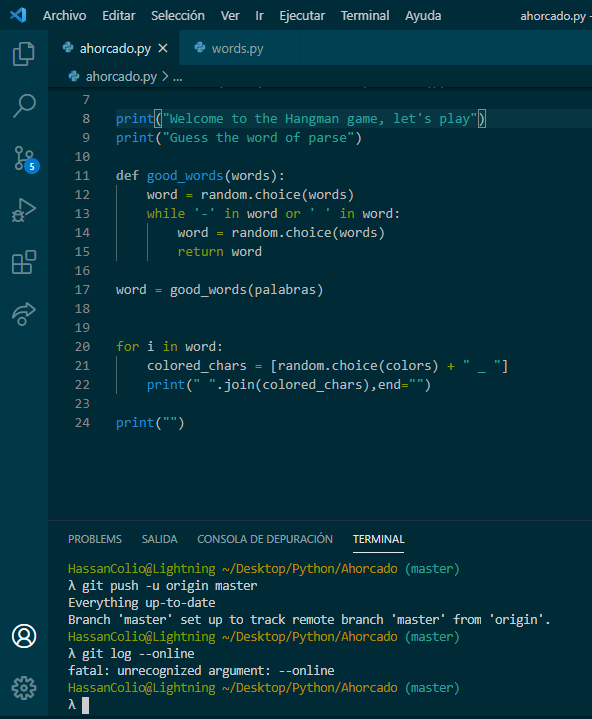 Archivo Editar Selección Ver Ir Ejecutar Terminal Ayuda ahorcado.py -
ahorcado.py words.py
ahorcado.py > ...
7
8 print("Welcome to the Hangman game, let's play")
9 print("Guess the word of parse")
10
11 def good_words(words):
12 word = random.choice(words)
13 while '-' in word or ' ' in word:
14 word = random.choice(words)
15 return word
16
17 word = good_words(palabras)
18
19
20 for i in word:
21 colored_chars = [random.choice(colors) + " _ "]
22 print(" ".join(colored_chars),end="")
23
24 print("")
5
PROBLEMS SALIDA CONSOLA DE DEPURACIÓN TERMINAL
HassanColio@Lightning ~/Desktop/Python/Ahorcado (master)
λ git push -u origin master
Everything up-to-date
Branch 'master' set up to track remote branch 'master' from 'origin'.
HassanColio@Lightning ~/Desktop/Python/Ahorcado (master)
λ git log --online
fatal: unrecognized argument: --online
HassanColio@Lightning ~/Desktop/Python/Ahorcado (master)
λ